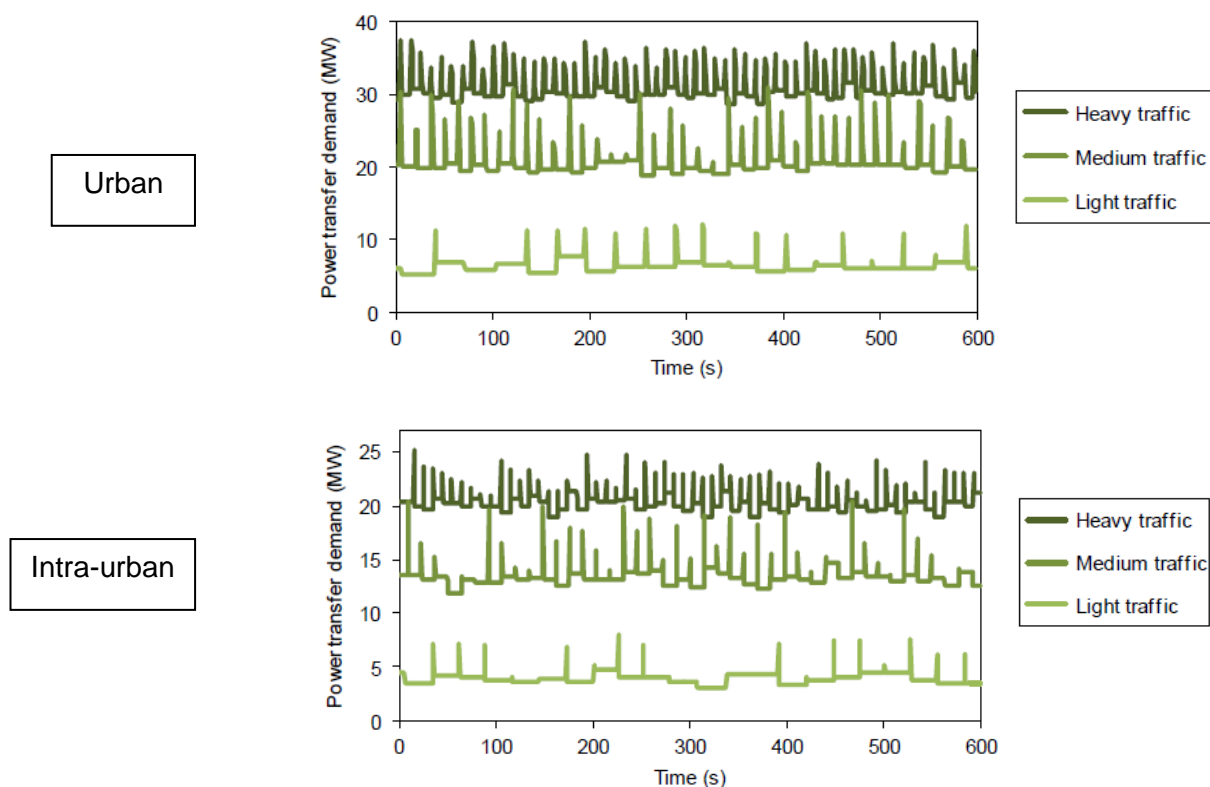 Urban
Power transfer demand (MW)
40
30
20
10
0
0 100 200 300 400 500 600
Time (s)
Heavy traffic
Medium traffic
Light traffic
Intra-urban
Power transfer demand (MW)
25
20
15
10
5
0
0 100 200 300 400 500 600
Time (s)
Heavy traffic
Medium traffic
Light traffic